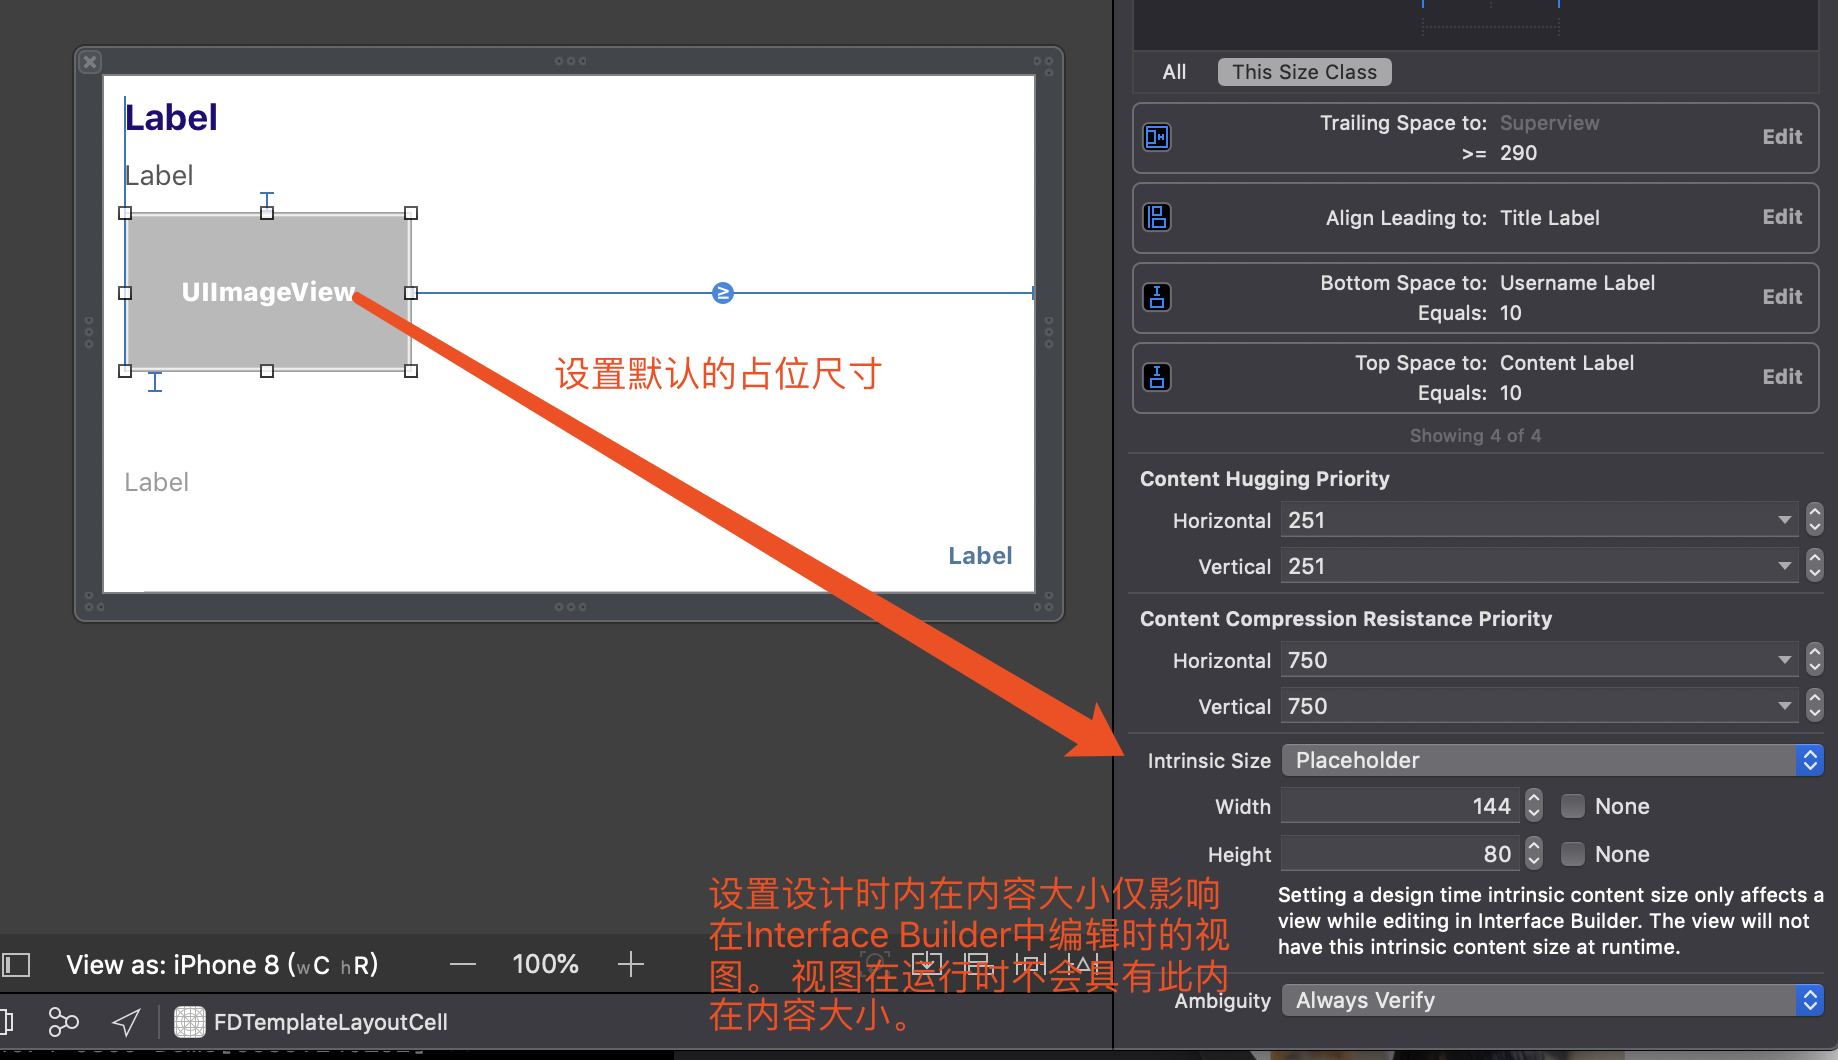 Label
Label
UIImageView
≥
设置默认的占位尺寸
Label
Label
All
This Size Class
Trailing Space to: Superview
>= 290
Edit
Align Leading to: Title Label
Edit
Bottom Space to: Username Label
Equals: 10
Edit
Top Space to: Content Label
Equals: 10
Edit
Showing 4 of 4
Content Hugging Priority
Horizontal 251
Vertical 251
Content Compression Resistance Priority
Horizontal 750
Vertical 750
Intrinsic Size Placeholder
Width 144 None
Height 80 None
Setting a design time intrinsic content size only affects a
view while editing in Interface Builder. The view will not
have this intrinsic content size at runtime.
Ambiguity Always Verify
设置设计时内在内容大小仅影响
在Interface Builder中编辑时的视
图。 视图在运行时不会具有此内
在内容大小。
View as: iPhone 8 (wC hR)
100%
FDTemplateLayoutCell